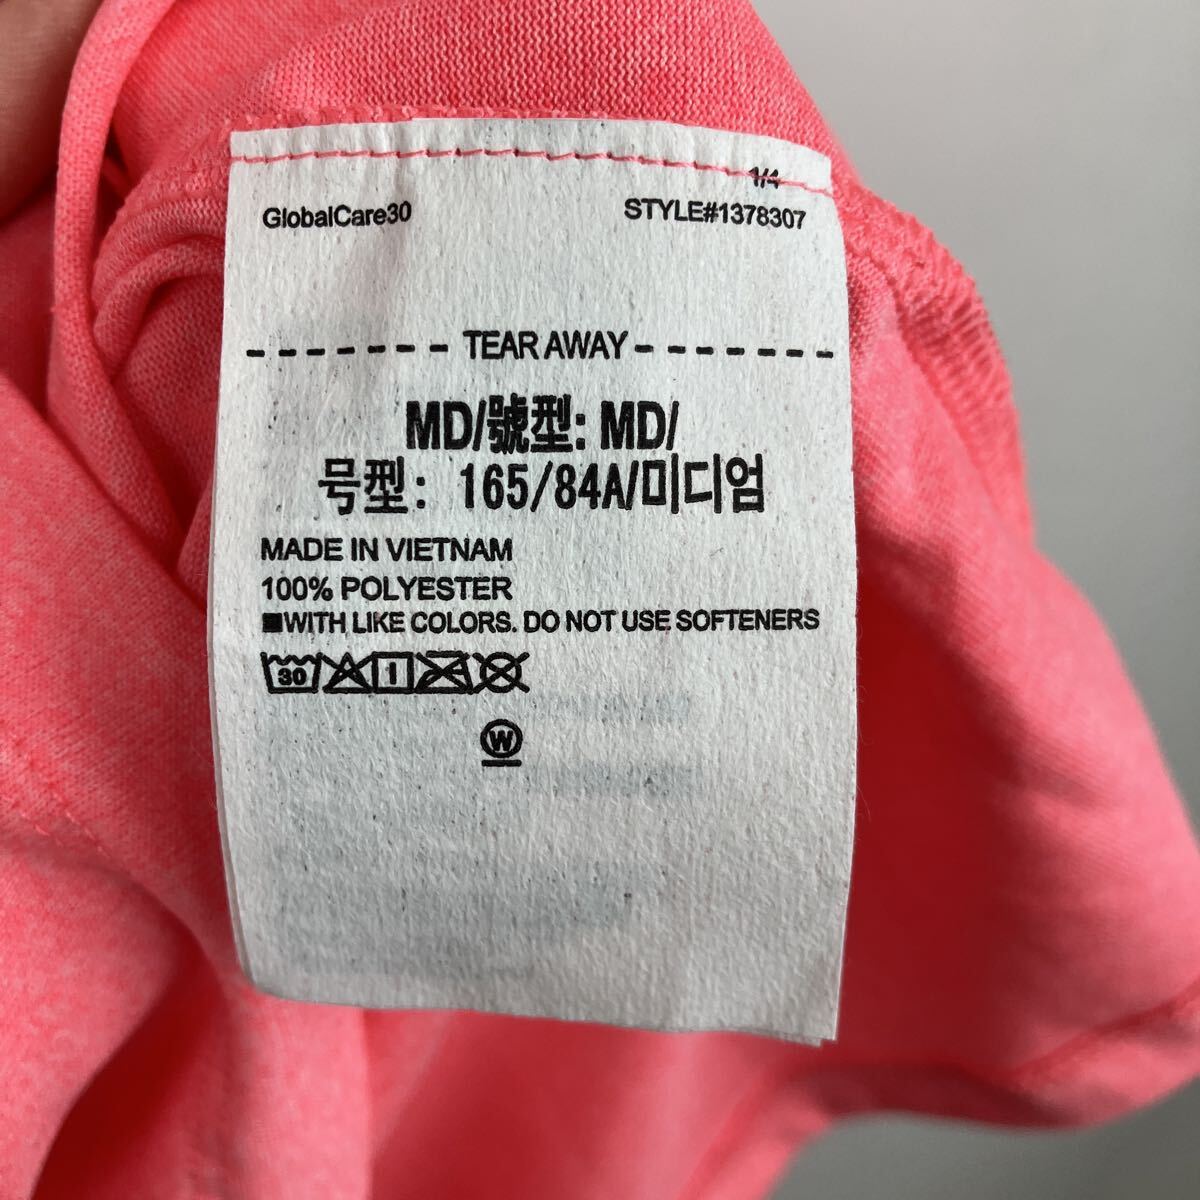 1/4
GlobalCare30 STYLE#1378307
- - - - - - - - TEAR AWAY - - - - - - - -
MD/號型: MD/
号型: 165/84A/미디엄
MADE IN VIETNAM
100% POLYESTER
■WITH LIKE COLORS. DO NOT USE SOFTENERS
30
W